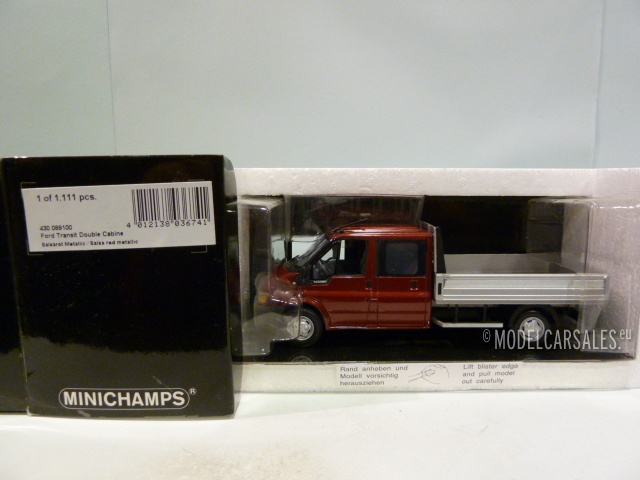 1 of 1.111 pcs.
4 012138 036741
430 089100
Ford Transit Double Cabine
Salsarot Metallic / Salsa red metallic
MINICHAMPS®
Rand anheben und
Modell vorsichtig
herausziehen
Lift blister edge
and pull model
out carefully
© MODELCARSALES.eu